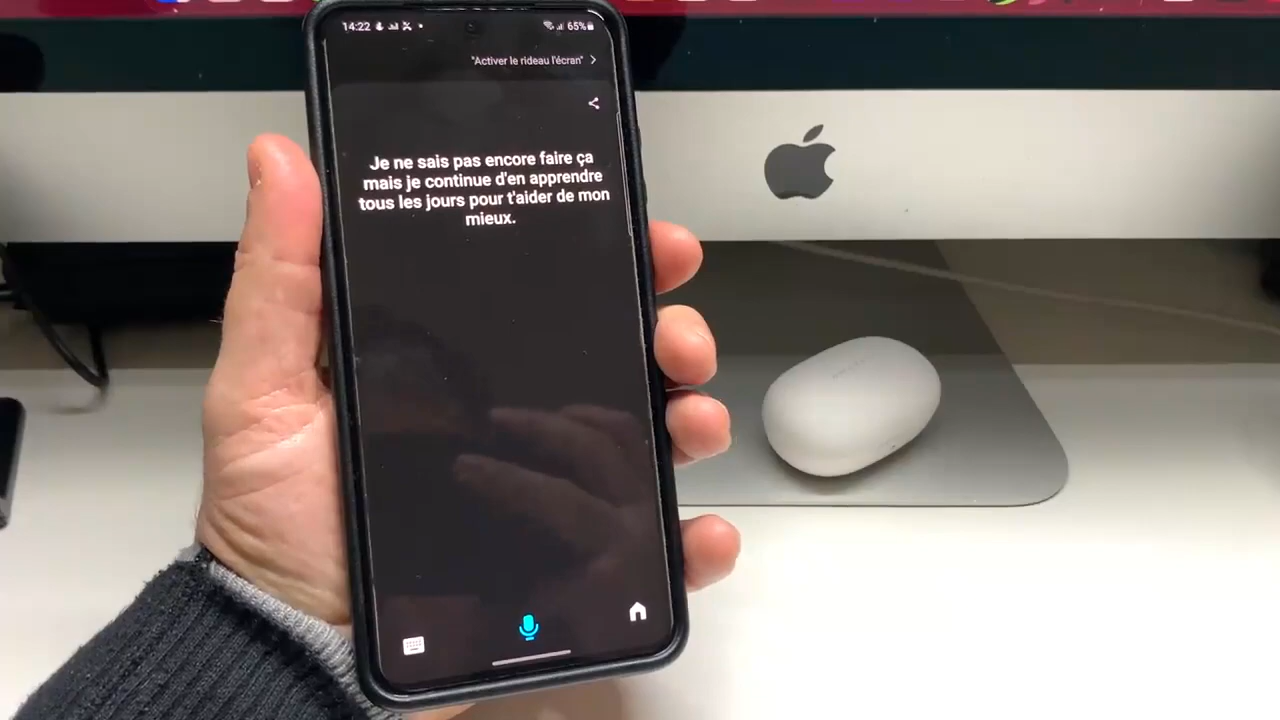 14:22
65%
"Activer le rideau l'écran"
Je ne sais pas encore faire ça
mais je continue d'en apprendre
tous les jours pour t'aider de mon
mieux.